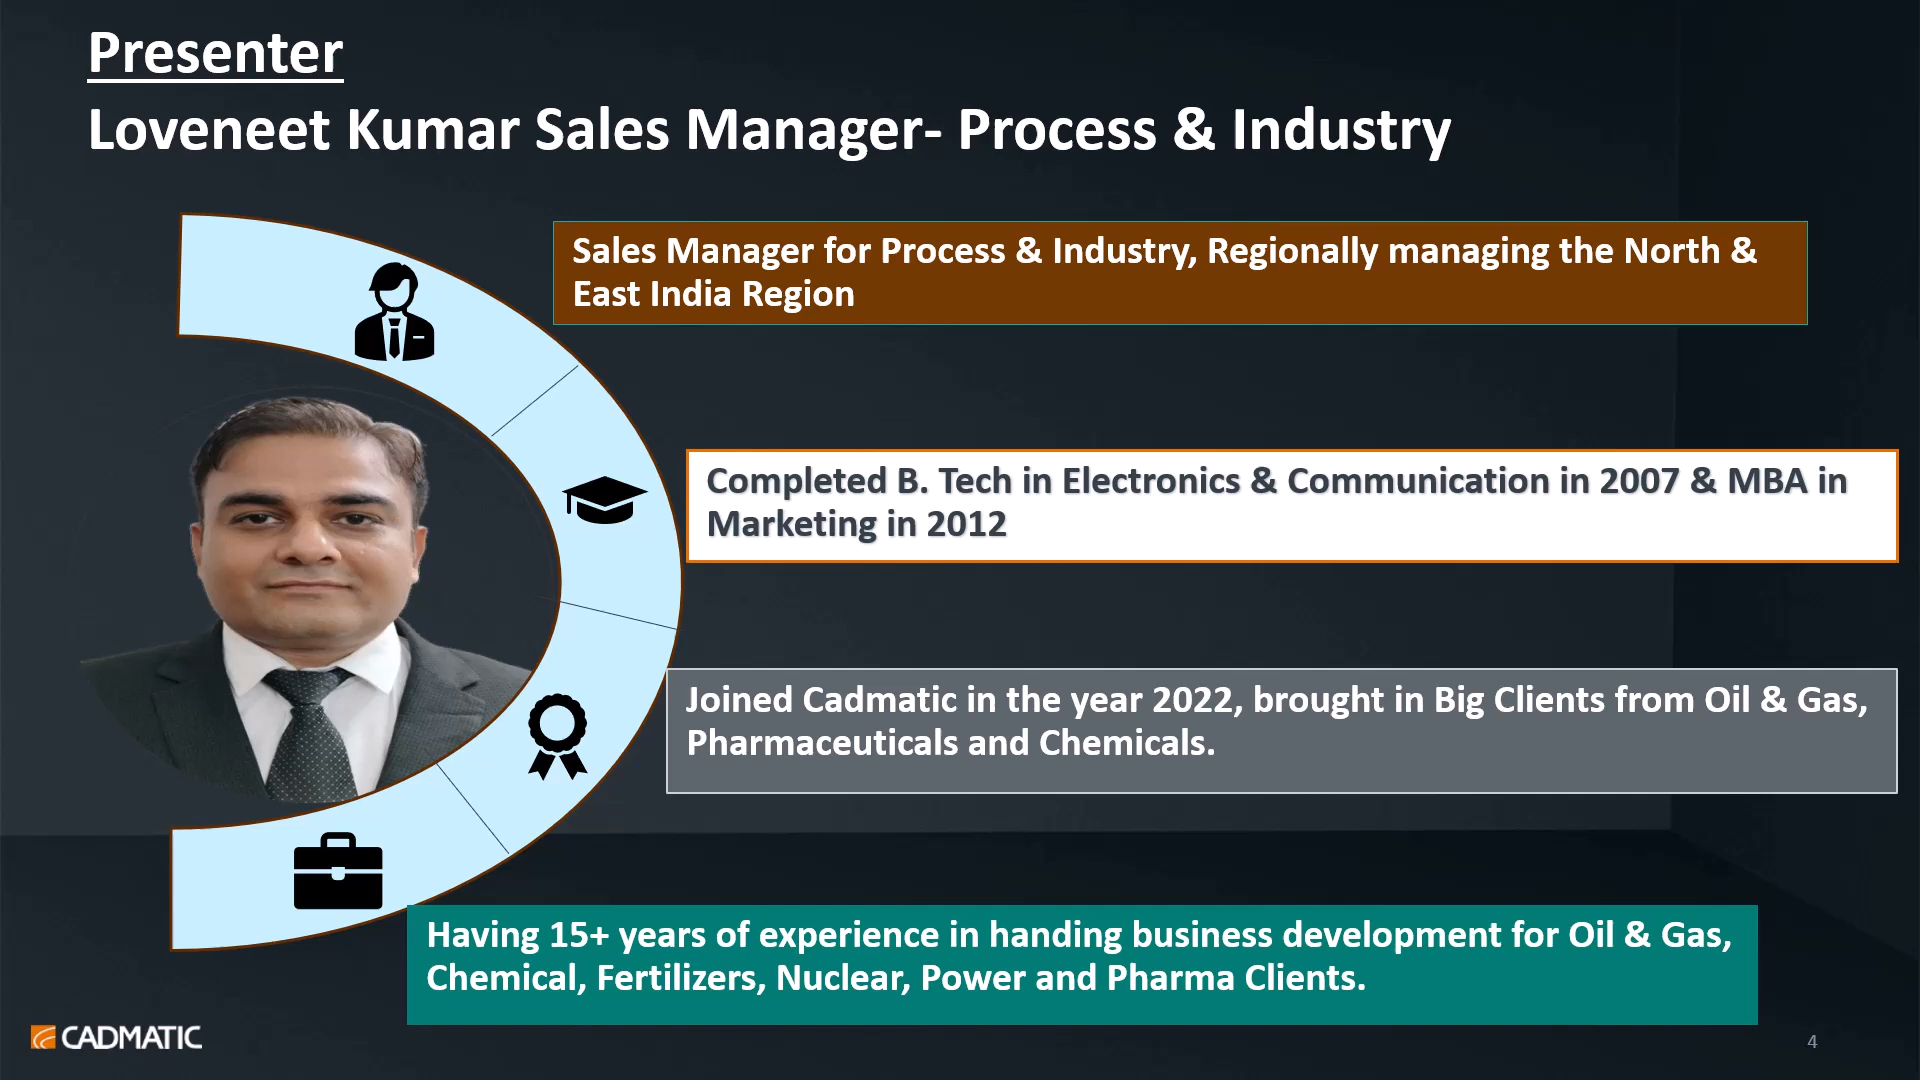 Presenter
Loveneet Kumar Sales Manager- Process & Industry
Sales Manager for Process & Industry, Regionally managing the North &
East India Region
Completed B. Tech in Electronics & Communication in 2007 & MBA in
Marketing in 2012
Joined Cadmatic in the year 2022, brought in Big Clients from Oil & Gas,
Pharmaceuticals and Chemicals.
Having 15+ years of experience in handing business development for Oil & Gas,
Chemical, Fertilizers, Nuclear, Power and Pharma Clients.
CADMATIC
4